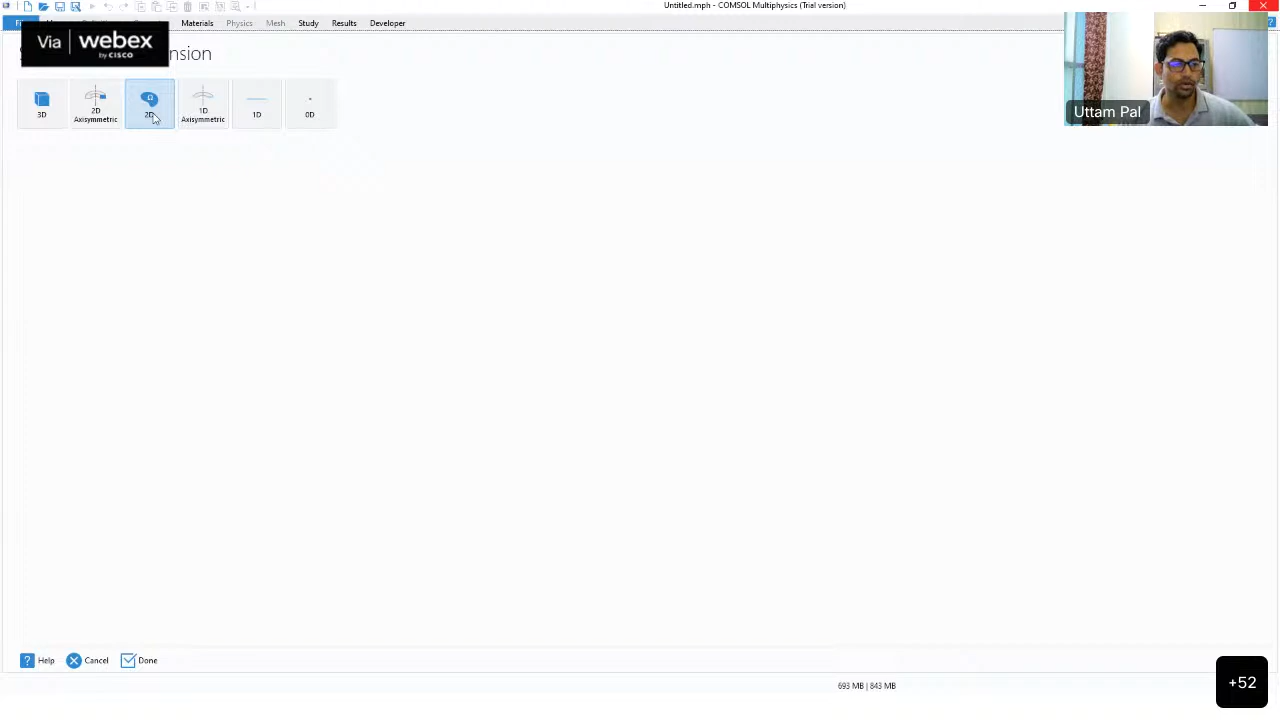 Untitled.mph - COMSOL Multiphysics (Trial version)
Materials Physics Mesh Study Results Developer
Via webex
by CISCO
nsion
3D
2D Axisymmetric
2D
1D Axisymmetric
1D
0D
Uttam Pal
Help Cancel Done
693 MB | 843 MB
+52